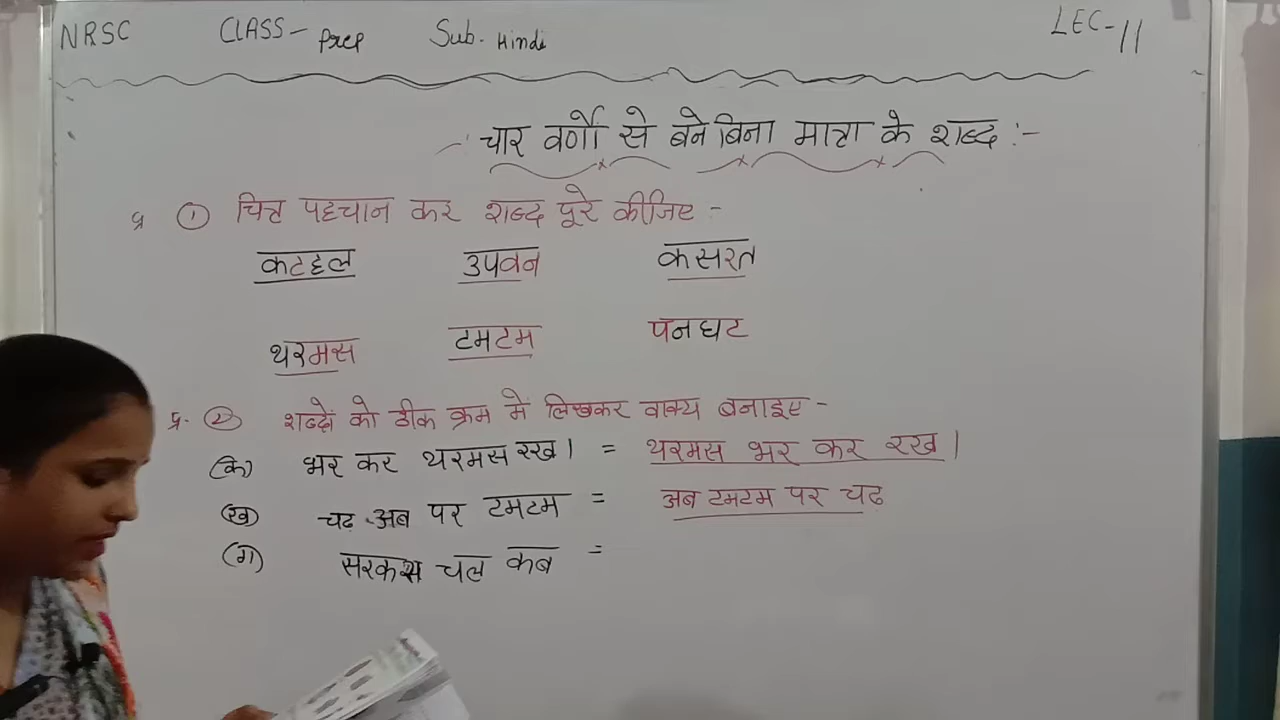 NRSC CLASS- Prep Sub. Hindi LEC-11
चार वर्णों से बने बिना मात्रा के शब्द :-
प्र ① चित्र पहचान कर शब्द पूरे कीजिए -
कटहल उपवन कसरत
थरमस टमटम पनघट
प्र. ② शब्दों को ठीक क्रम में लिखकर वाक्य बनाइए -
(क) भर कर थरमस रख। = थरमस भर कर रख।
(ख) चढ़ अब पर टमटम = अब टमटम पर चढ
(ग) सरकस चल कब =